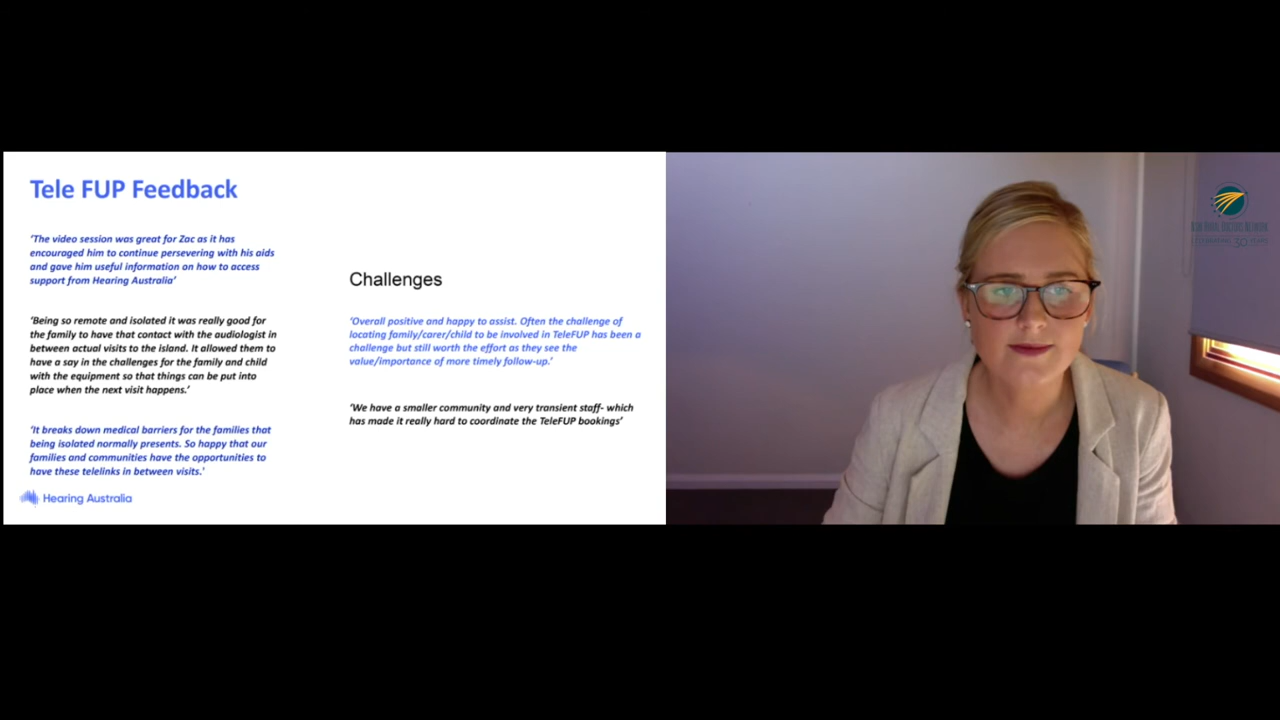 Tele FUP Feedback
‘The video session was great for Zac as it has
encouraged him to continue persevering with his aids
and gave him useful information on how to access
support from Hearing Australia’
‘Being so remote and isolated it was really good for
the family to have that contact with the audiologist in
between actual visits to the island. It allowed them to
have a say in the challenges for the family and child
with the equipment so that things can be put into
place when the next visit happens.’
‘It breaks down medical barriers for the families that
being isolated normally presents. So happy that our
families and communities have the opportunities to
have these telelinks in between visits.'
Hearing Australia
Challenges
‘Overall positive and happy to assist. Often the challenge of
locating family/carer/child to be involved in TeleFUP has been a
challenge but still worth the effort as they see the
value/importance of more timely follow-up.’
‘We have a smaller community and very transient staff- which
has made it really hard to coordinate the TeleFUP bookings’
NSW RURAL DOCTORS NETWORK
CELEBRATING 30 YEARS